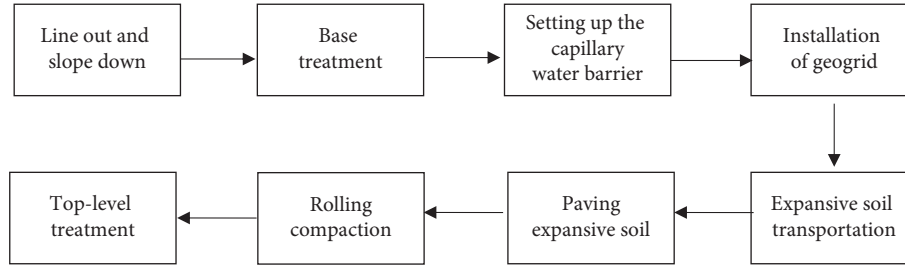 Line out and
slope down
Base
treatment
Setting up the
capillary
water barrier
Installation
of geogrid
Expansive soil
transportation
Paving
expansive soil
Rolling
compaction
Top-level
treatment